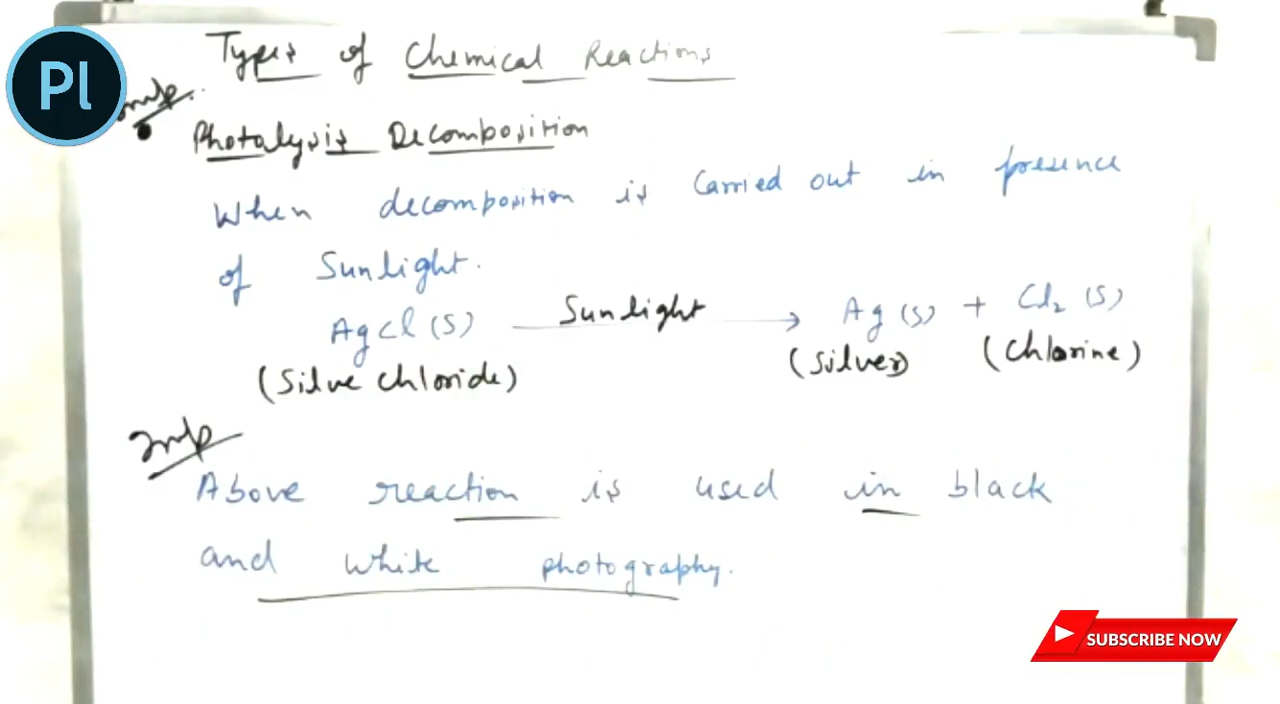 Pl
Types of Chemical Reactions
Imp.
Photolysis Decomposition
When decomposition is Carried out in presence
of Sunlight.
AgCl (S) Sunlight → Ag (S) + Cl₂ (S)
(Silve chloride) (Silver) (Chlorine)
Imp
Above reaction is used in black
and white photography.
SUBSCRIBE NOW